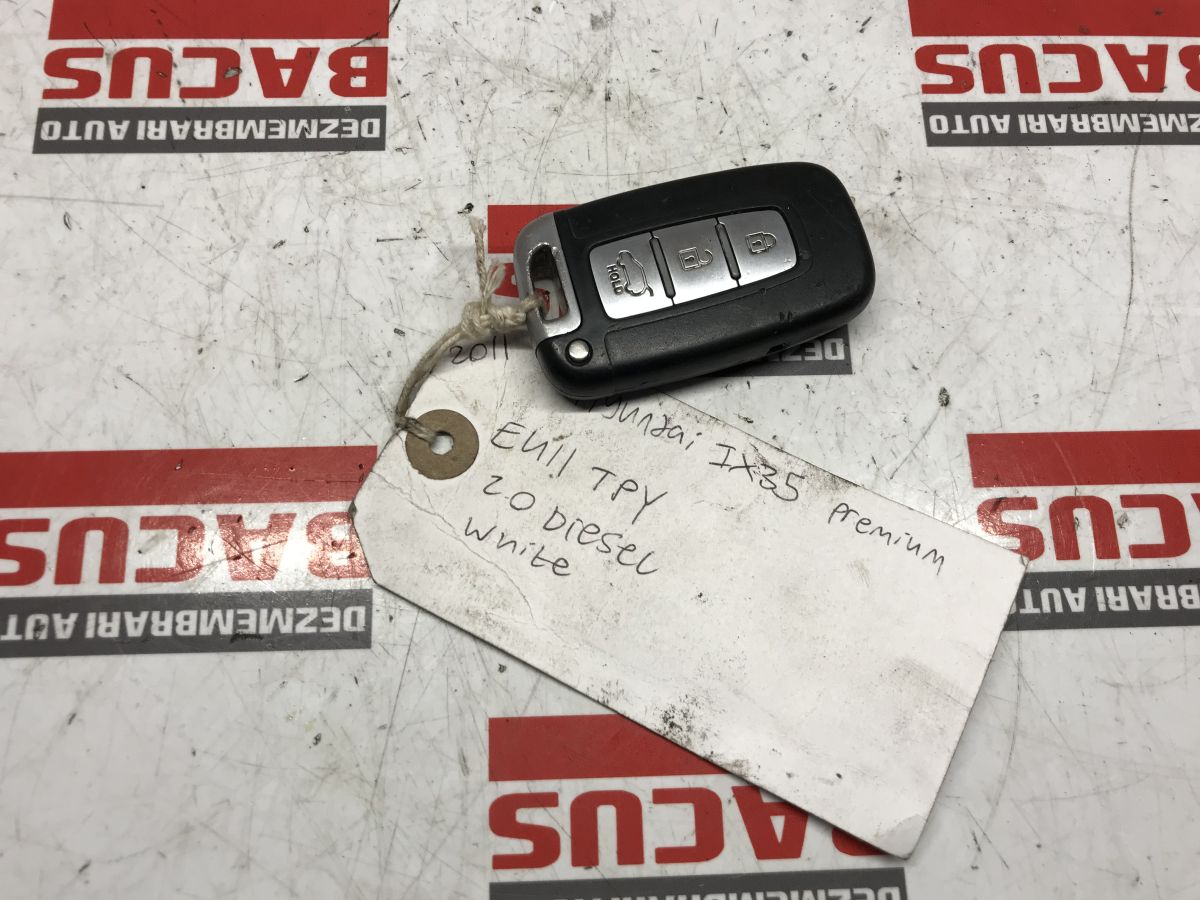 BACUS
DEZMEMBRARI AUTO
BACUS
DEZMEMBRARI AUTO
HOLD
2011
Hyundai IX35 Premium
EU11 TPY
2.0 Diesel
White
BACUS
DEZMEMBRARI AUTO
BACUS
DEZMEMBRARI AUTO
BACUS